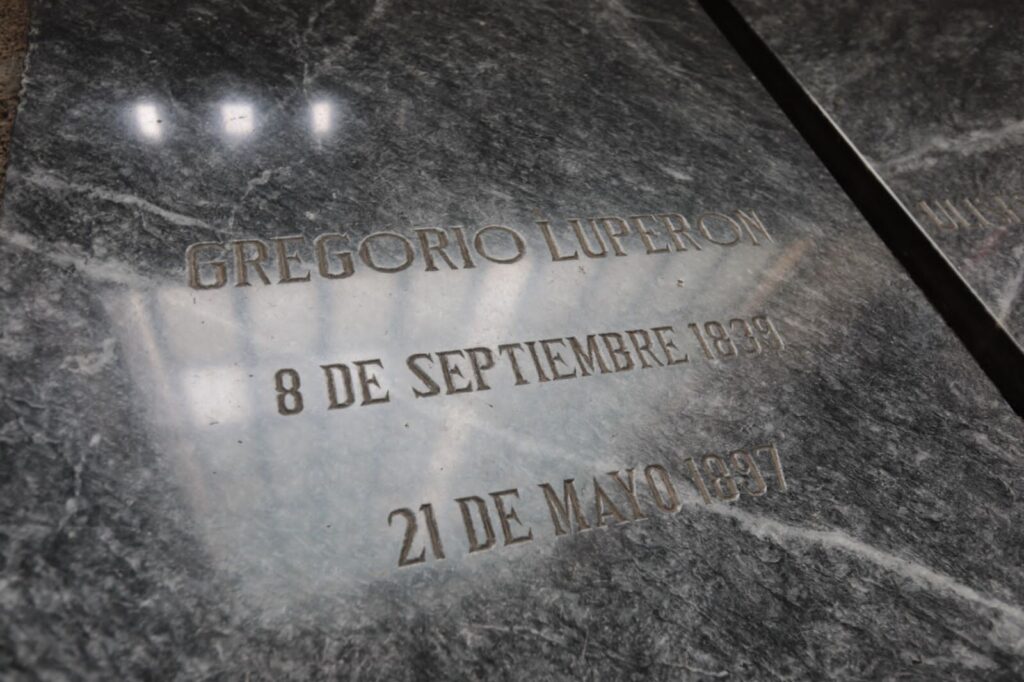 GREGORIO LUPERON
8 DE SEPTIEMBRE 1839
21 DE MAYO 1897